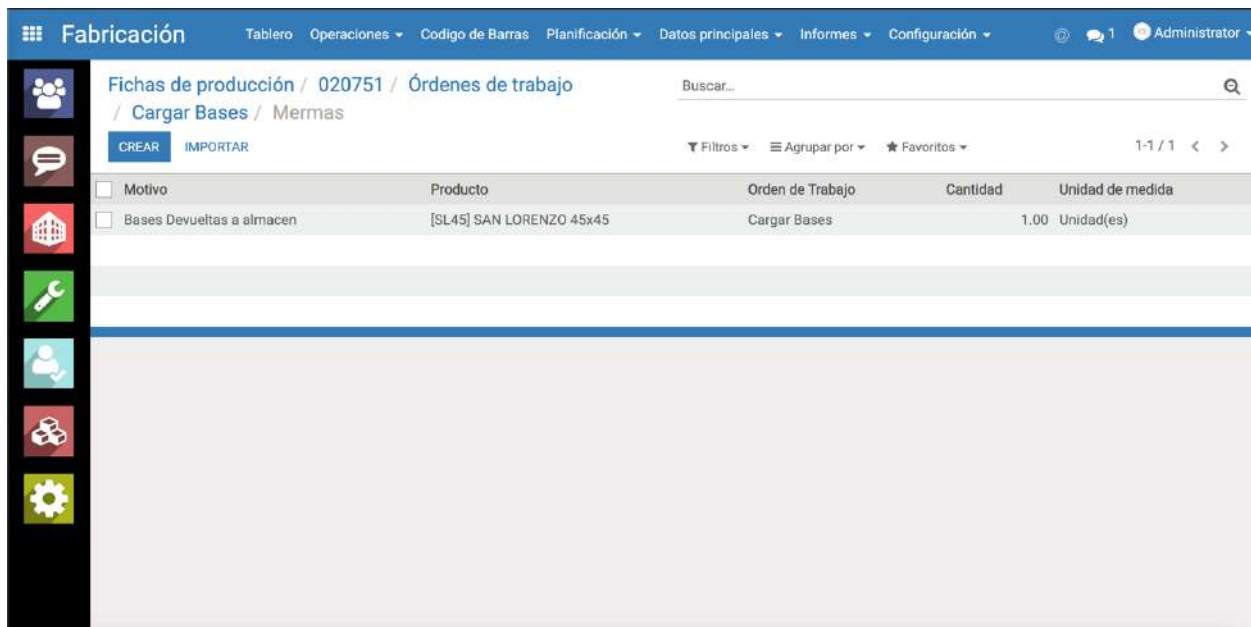 Fabricación Tablero Operaciones Codigo de Barras Planificación Datos principales Informes Configuración @ 1 Administrator
Fichas de producción / 020751 / Órdenes de trabajo
/ Cargar Bases / Mermas
Buscar...
CREAR IMPORTAR Filtros Agrupar por Favoritos 1-1 / 1 < >
Motivo Producto Orden de Trabajo Cantidad Unidad de medida
Bases Devueltas a almacen [SL45] SAN LORENZO 45x45 Cargar Bases 1.00 Unidad(es)